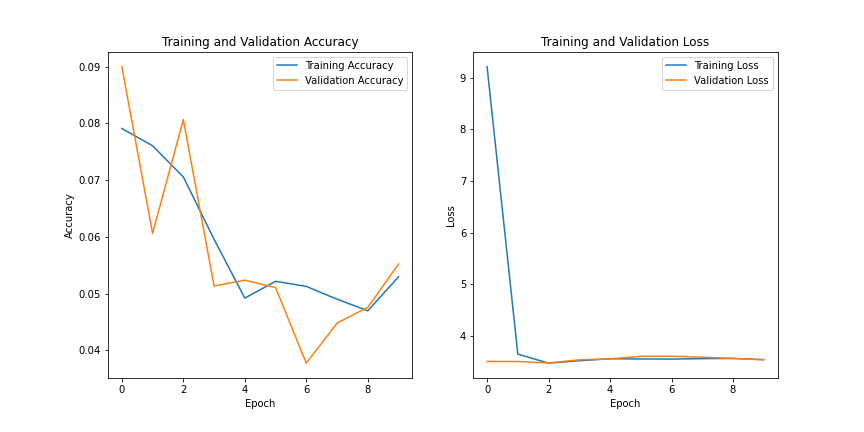 Training and Validation Accuracy
Training Accuracy
Validation Accuracy
0.09
0.08
0.07
0.06
0.05
0.04
Accuracy
0 2 4 6 8
Epoch
Training and Validation Loss
Training Loss
Validation Loss
9
8
7
6
5
4
Loss
0 2 4 6 8
Epoch